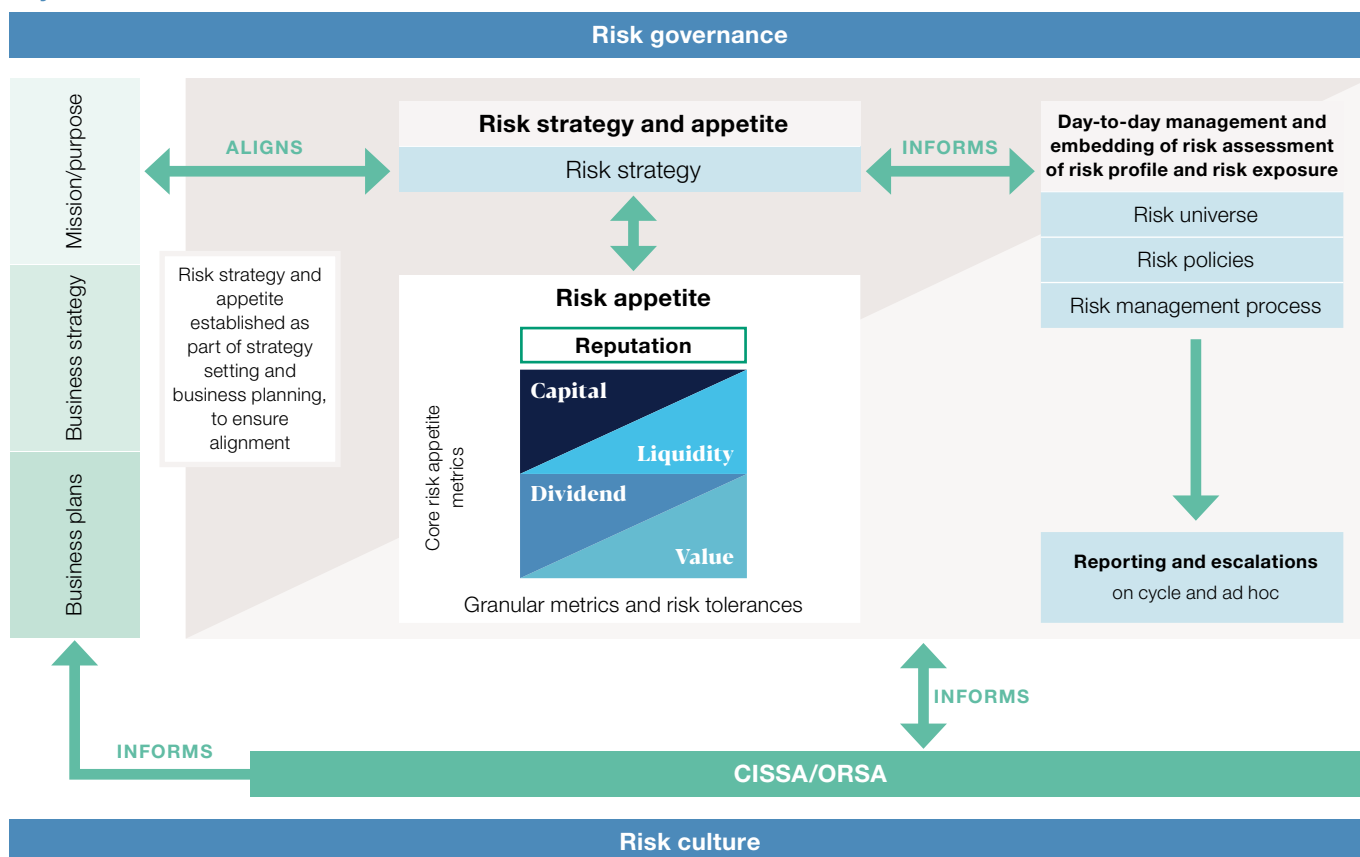 Risk governance
Mission/purpose
Business strategy
Business plans
ALIGNS
Risk strategy and
appetite
established as
part of strategy
setting and
business planning,
to ensure
alignment
Risk strategy and appetite
Risk strategy
Risk appetite
Reputation
Core risk appetite
metrics
Capital
Liquidity
Dividend
Value
Granular metrics and risk tolerances
INFORMS
Day-to-day management and
embedding of risk assessment
of risk profile and risk exposure
Risk universe
Risk policies
Risk management process
Reporting and escalations
on cycle and ad hoc
INFORMS
INFORMS
CISSA/ORSA
Risk culture